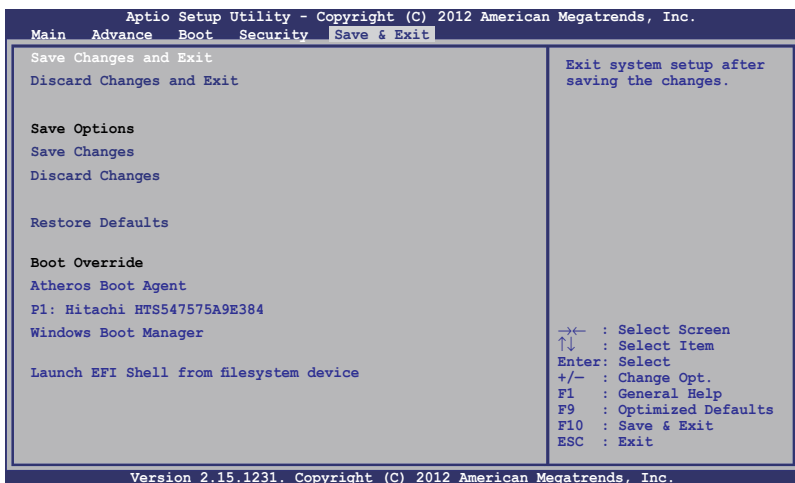 Aptio Setup Utility - Copyright (C) 2012 American Megatrends, Inc.
Main Advance Boot Security Save & Exit
Save Changes and Exit
Discard Changes and Exit
Save Options
Save Changes
Discard Changes
Restore Defaults
Boot Override
Atheros Boot Agent
P1: Hitachi HTS547575A9E384
Windows Boot Manager
Launch EFI Shell from filesystem device
Exit system setup after
saving the changes.
→← : Select Screen
↑↓ : Select Item
Enter: Select
+/— : Change Opt.
F1 : General Help
F9 : Optimized Defaults
F10 : Save & Exit
ESC : Exit
Version 2.15.1231. Copyright (C) 2012 American Megatrends, Inc.